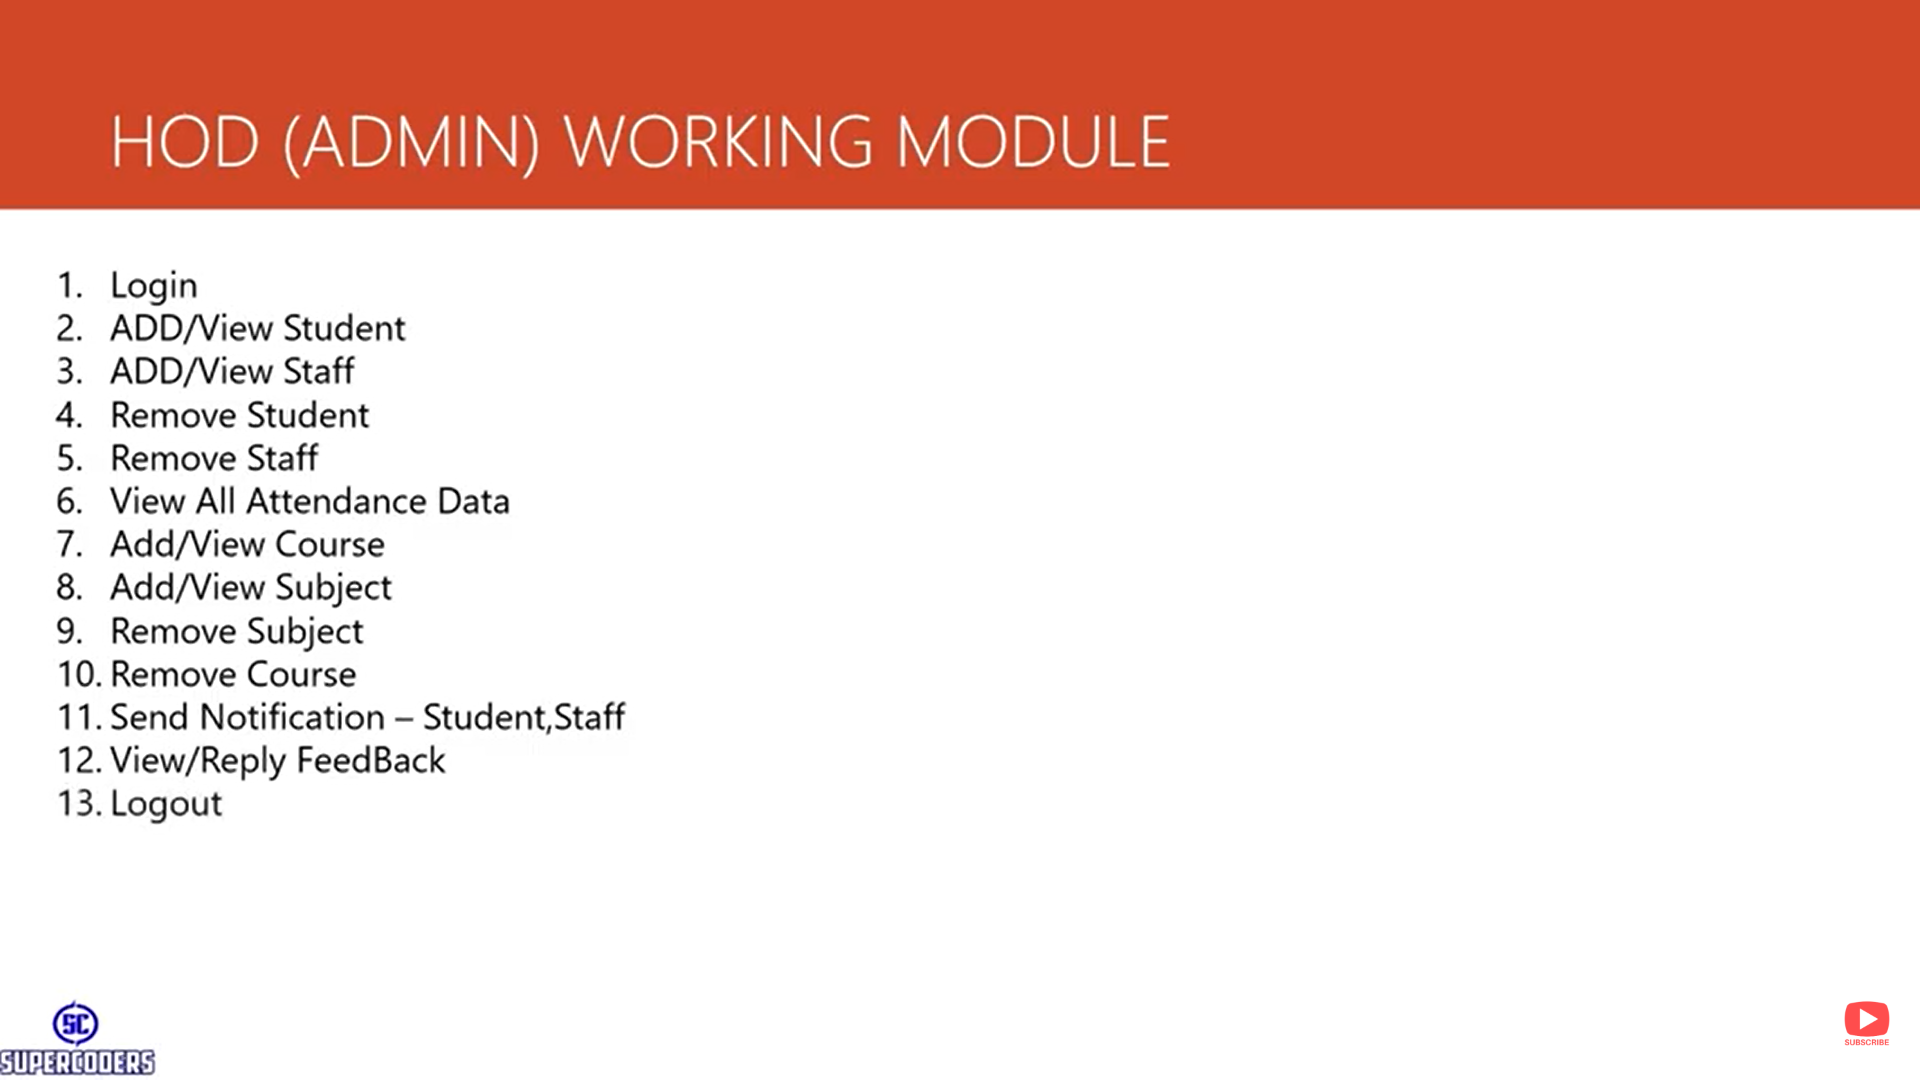 HOD (ADMIN) WORKING MODULE
1. Login
2. ADD/View Student
3. ADD/View Staff
4. Remove Student
5. Remove Staff
6. View All Attendance Data
7. Add/View Course
8. Add/View Subject
9. Remove Subject
10. Remove Course
11. Send Notification – Student,Staff
12. View/Reply FeedBack
13. Logout
SC
SUPERCODERS
SUBSCRIBE